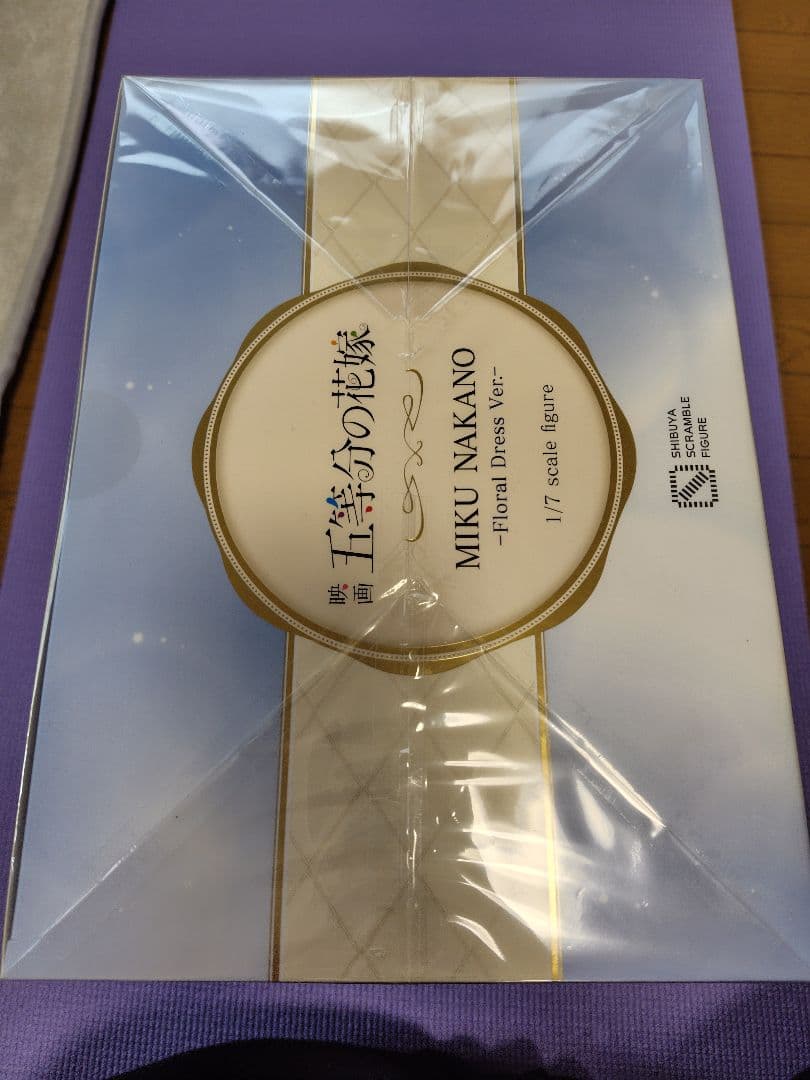 映画 五等分の花嫁
MIKU NAKANO
–Floral Dress Ver.–
1/7 scale figure
SHIBUYA
SCRAMBLE
FIGURE